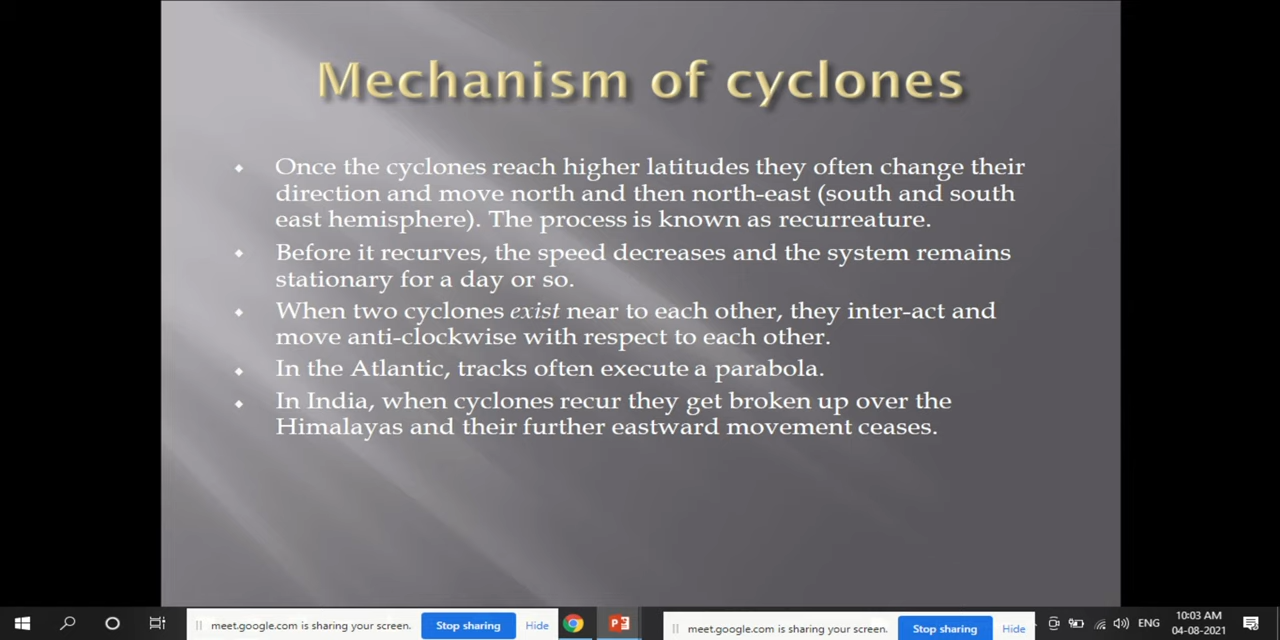 Mechanism of cyclones
Once the cyclones reach higher latitudes they often change their
direction and move north and then north-east (south and south
east hemisphere). The process is known as recurreature.
Before it recurves, the speed decreases and the system remains
stationary for a day or so.
When two cyclones exist near to each other, they inter-act and
move anti-clockwise with respect to each other.
In the Atlantic, tracks often execute a parabola.
In India, when cyclones recur they get broken up over the
Himalayas and their further eastward movement ceases.
meet.google.com is sharing your screen. Stop sharing Hide
meet.google.com is sharing your screen. Stop sharing Hide
ENG
10:03 AM
04-08-2021